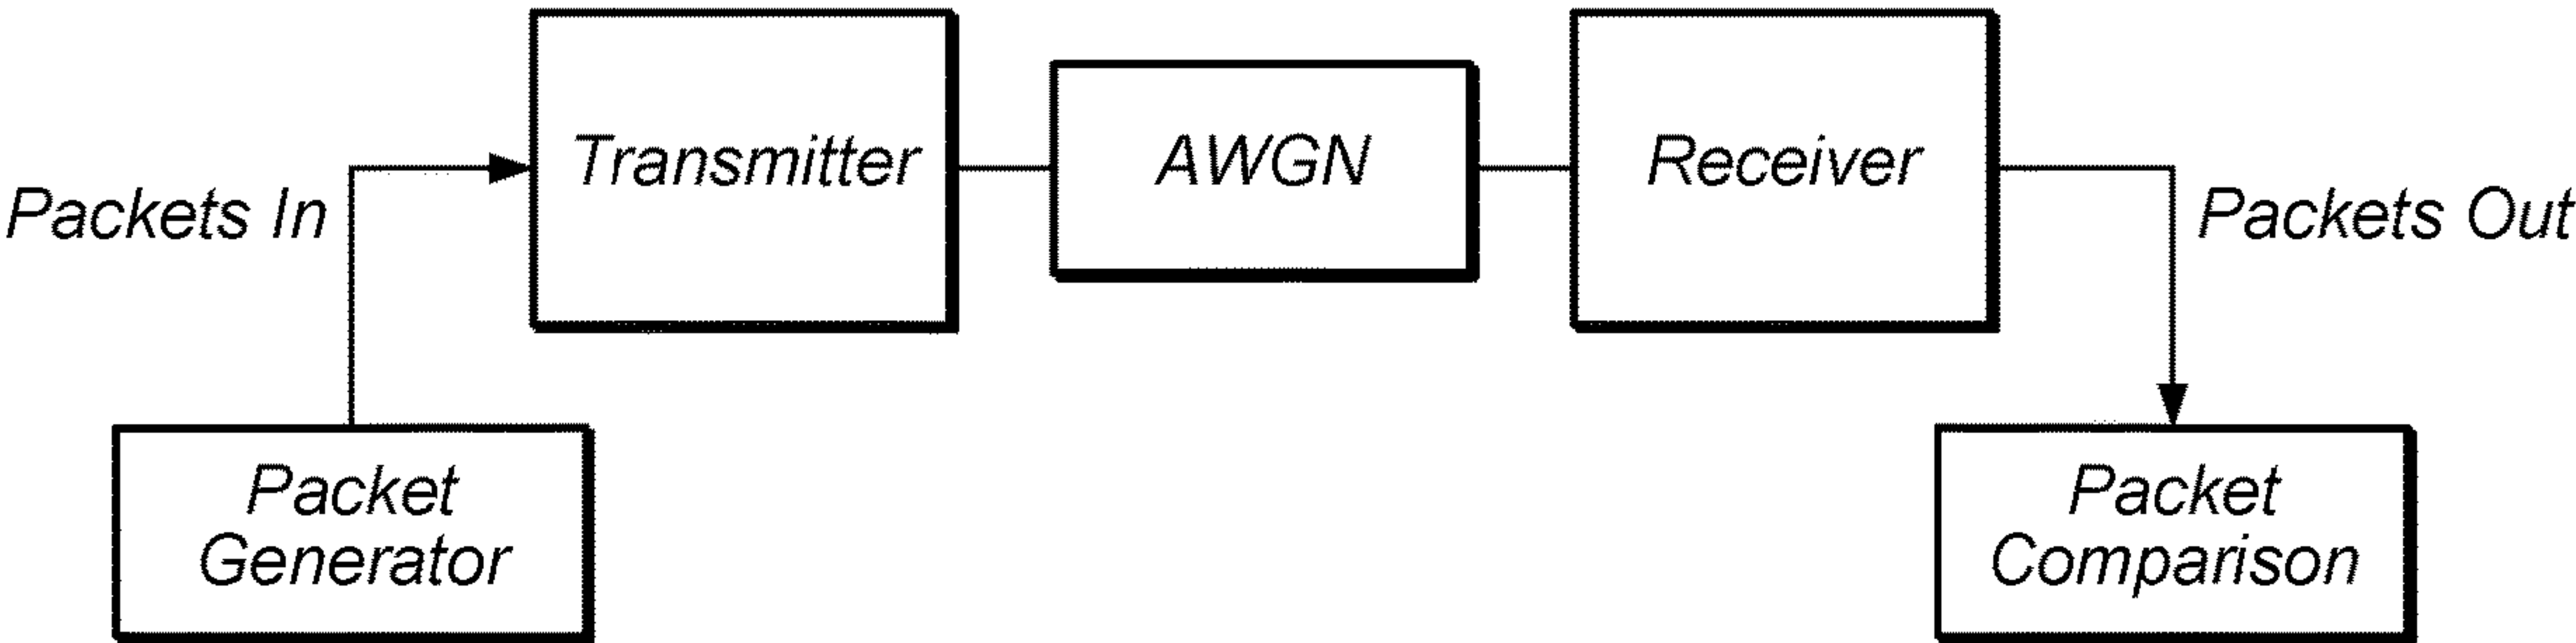 Transmitter
AWGN
Receiver
Packets In
Packets Out
Packet
Generator
Packet
Comparison